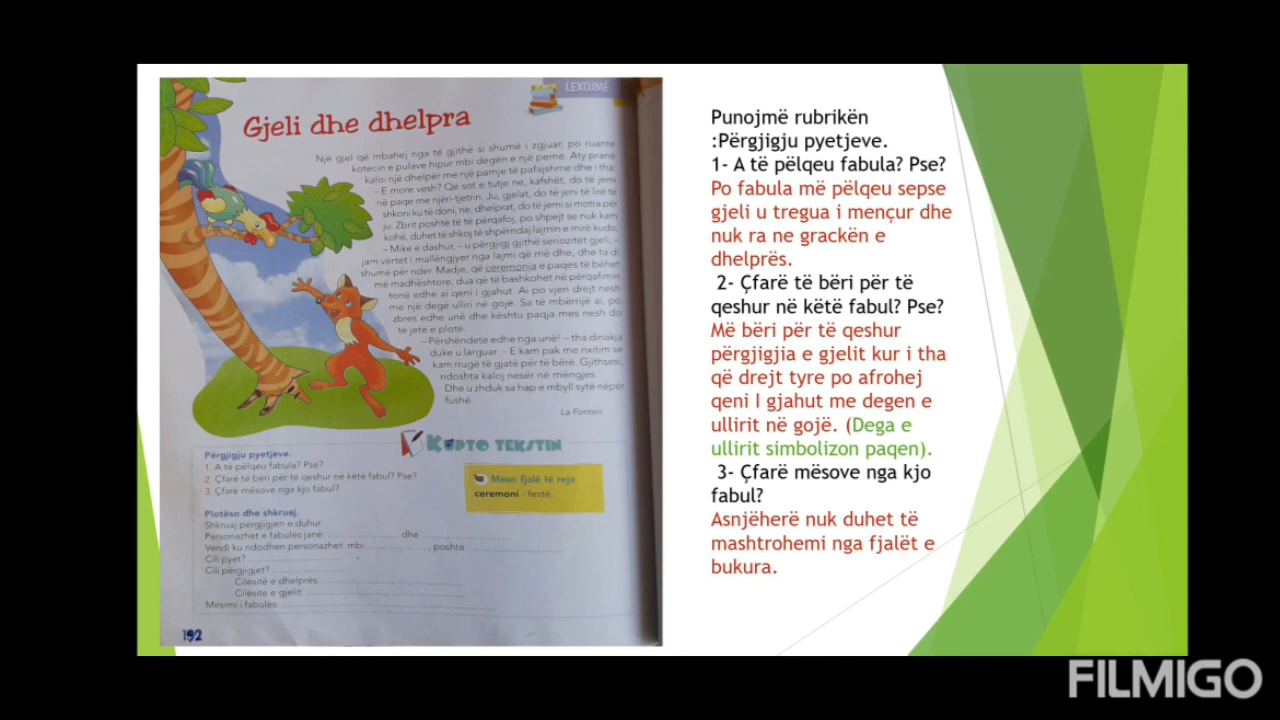 LEXOJMË
Gjeli dhe dhelpra
Një gjel që mbahej nga të gjithë si shumë i zgjuar, po ruante
kotecin e pulave hipur mbi degën e një peme. Aty pranë
kaloi një dhelpër me një pamje të pafajshme dhe i tha:
– E more vesh? Që sot e tutje ne, kafshët, do të jemi
në paqe me njëri-tjetrin. Ju, gjelat, do të jeni të lirë të
shkoni ku të doni, ne, dhelprat, do të jemi si motra për
ju. Zbrit poshtë të të përqafoj, po shpejt se nuk kam
kohë, duhet të shkoj të shpërndaj lajmin e mirë kudo.
– Mike e dashur, – u përgjigj gjithë seriozitet gjeli, –
jam vërtet i mallëngjyer nga lajmi që më dhe, dhe ta di
shumë për nder. Madje, që ceremonia e paqes të bëhet
më madhështore, dua që të bashkohet në përqafimin
tonë edhe ai qeni i gjahut. Ai po vjen drejt nesh
me një degë ulliri në gojë. Sa të mbërrijë ai, po
zbres edhe unë dhe kështu paqja mes nesh do
të jetë e plotë.
– Përshëndete edhe nga unë! – tha dinakja
duke u larguar. – E kam pak me nxitim se
kam rrugë të gjatë për të bërë. Gjithsesi,
ndoshta kaloj nesër në mëngjes.
Dhe u zhduk sa hap e mbyll sytë nëpër
fushë.
La Fonten
KUPTO TEKSTIN
Përgjigju pyetjeve.
1. A të pëlqeu fabula? Pse?
2. Çfarë të bëri për të qeshur në këtë fabul? Pse?
3. Çfarë mësove nga kjo fabul?
Mëso fjalë të reja
ceremoni - festë.
Plotëso dhe shkruaj.
Shkruaj përgjigjen e duhur.
Personazhet e fabulës janë: dhe
Vendi ku ndodhen personazhet: mbi , poshtë
Cili pyet?
Cili përgjigjet?
Cilësitë e dhelprës:
Cilësitë e gjelit:
Mësimi i fabulës:
192
Punojmë rubrikën
:Përgjigju pyetjeve.
1- A të pëlqeu fabula? Pse?
Po fabula më pëlqeu sepse
gjeli u tregua i mençur dhe
nuk ra ne grackën e
dhelprës.
2- Çfarë të bëri për të
qeshur në këtë fabul? Pse?
Më bëri për të qeshur
përgjigjia e gjelit kur i tha
që drejt tyre po afrohej
qeni I gjahut me degen e
ullirit në gojë. (Dega e
ullirit simbolizon paqen).
3- Çfarë mësove nga kjo
fabul?
Asnjëherë nuk duhet të
mashtrohemi nga fjalët e
bukura.
FILMIGO